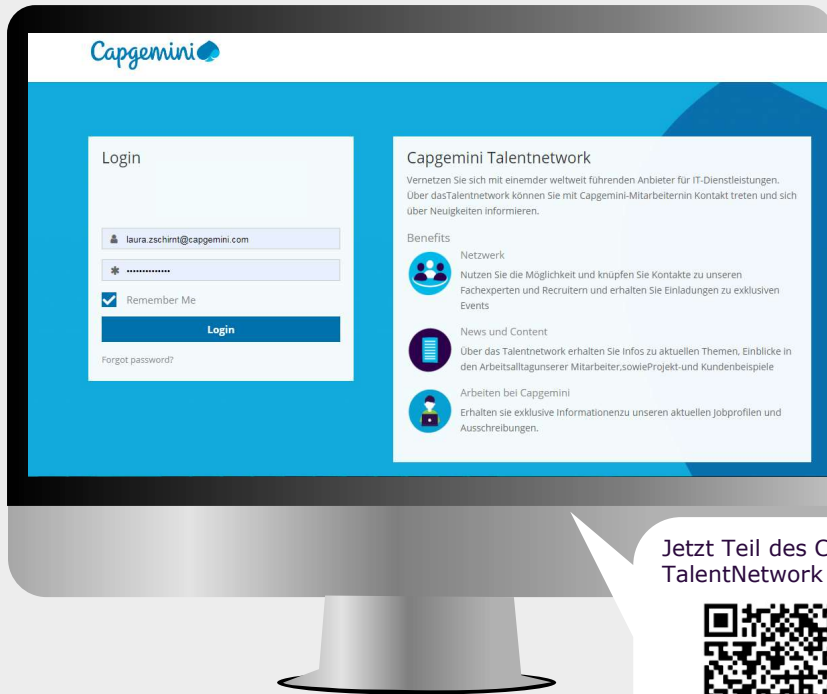 Capgemini
Login
laura.zschirnt@capgemini.com
Remember Me
Login
Forgot password?
Capgemini Talentnetwork
Vernetzen Sie sich mit einemder weltweit führenden Anbieter für IT-Dienstleistungen.
Über dasTalentnetwork können Sie mit Capgemini-Mitarbeiternin Kontakt treten und sich
über Neuigkeiten informieren.
Benefits
Netzwerk
Nutzen Sie die Möglichkeit und knüpfen Sie Kontakte zu unseren
Fachexperten und Recruitern und erhalten Sie Einladungen zu exklusiven
Events
News und Content
Über das Talentnetwork erhalten Sie Infos zu aktuellen Themen, Einblicke in
den Arbeitsalltagunserer Mitarbeiter,sowieProjekt-und Kundenbeispiele
Arbeiten bei Capgemini
Erhalten sie exklusive Informationenzu unseren aktuellen Jobprofilen und
Ausschreibungen.
Jetzt Teil des C
TalentNetwork